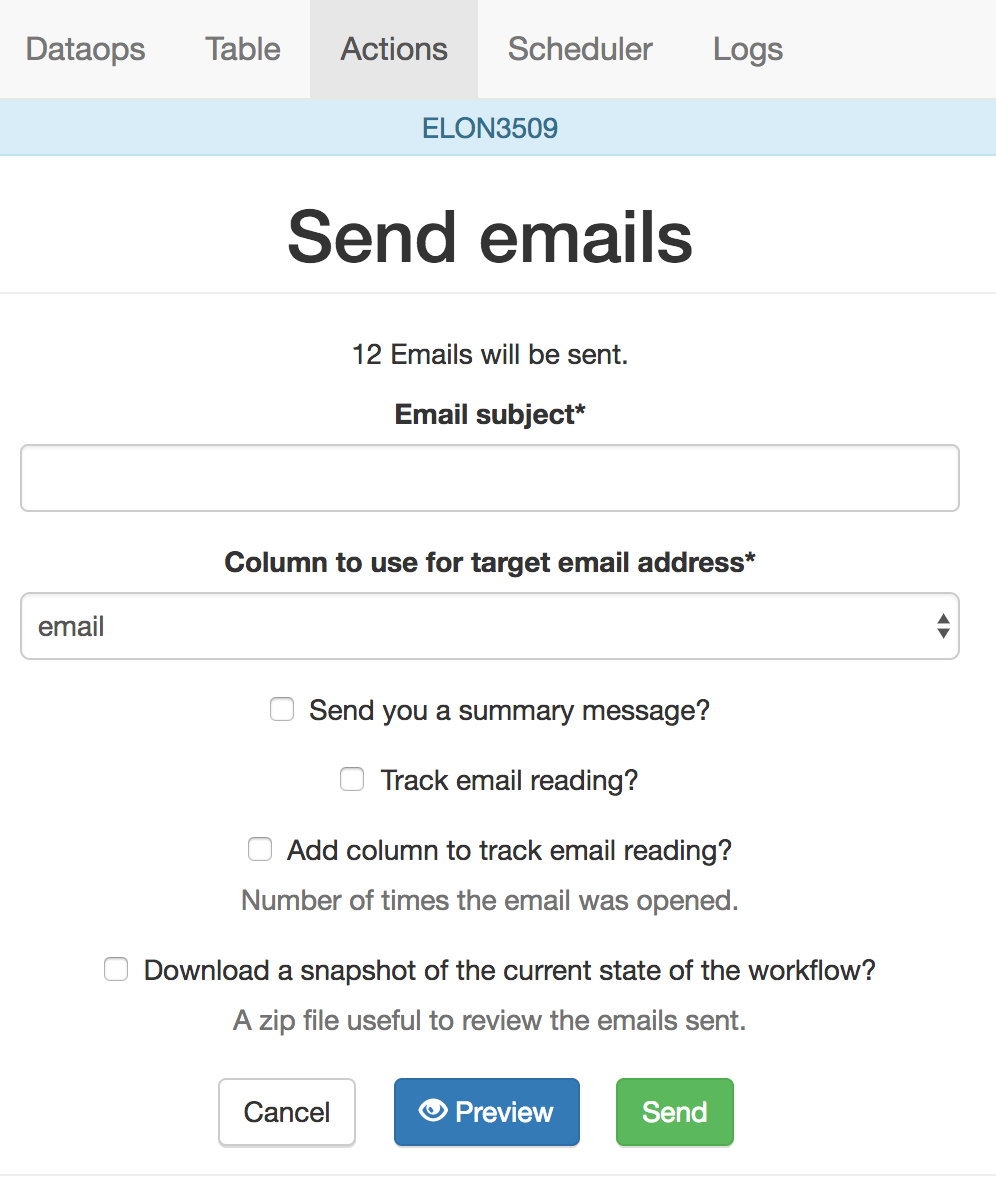 Dataops Table Actions Scheduler Logs
ELON3509
Send emails
12 Emails will be sent.
Email subject*
Column to use for target email address*
email
Send you a summary message?
Track email reading?
Add column to track email reading?
Number of times the email was opened.
Download a snapshot of the current state of the workflow?
A zip file useful to review the emails sent.
Cancel Preview Send